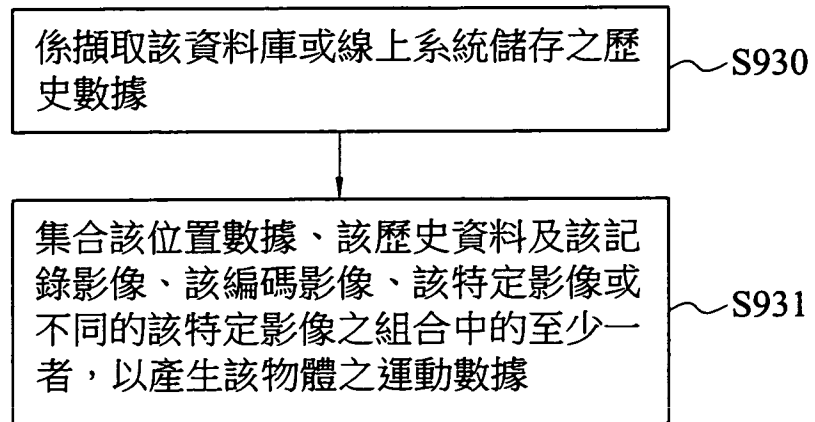 係擷取該資料庫或線上系統儲存之歷
史數據
S930
集合該位置數據、該歷史資料及該記
錄影像、該編碼影像、該特定影像或
不同的該特定影像之組合中的至少一
者，以產生該物體之運動數據
S931